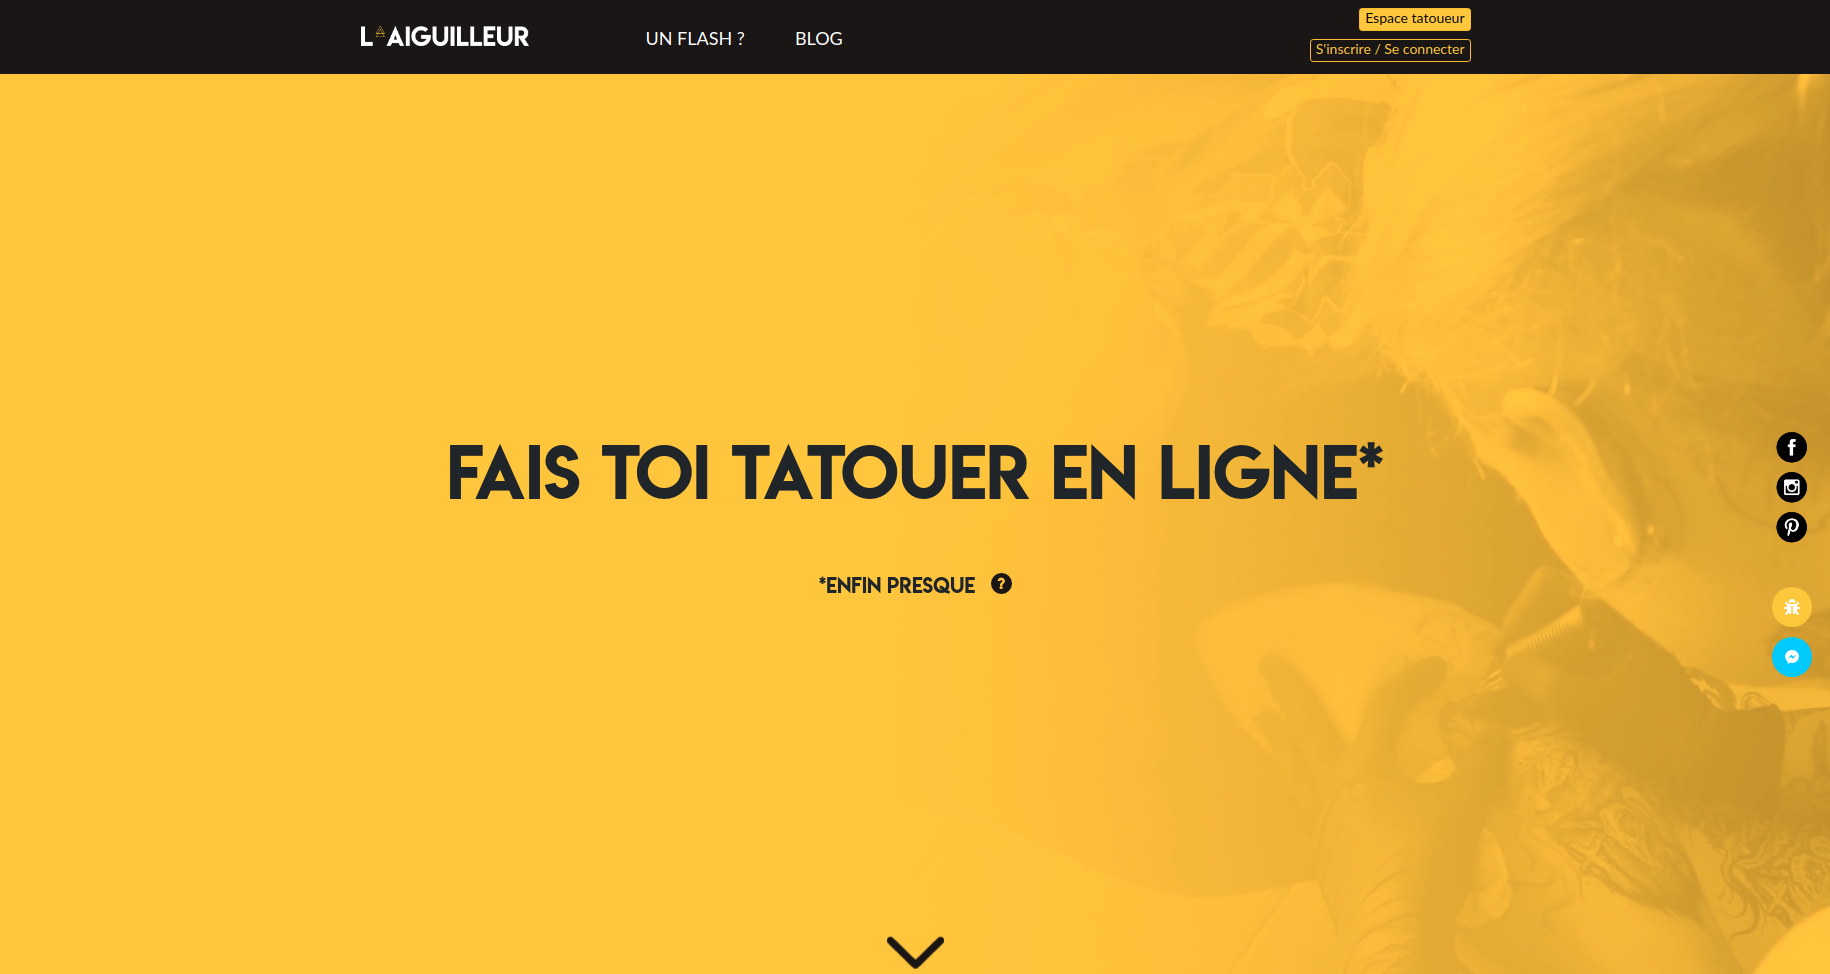 L'AIGUILLEUR
UN FLASH ?
BLOG
Espace tatoueur
S'inscrire / Se connecter
FAIS TOI TATOUER EN LIGNE*
*ENFIN PRESQUE
?